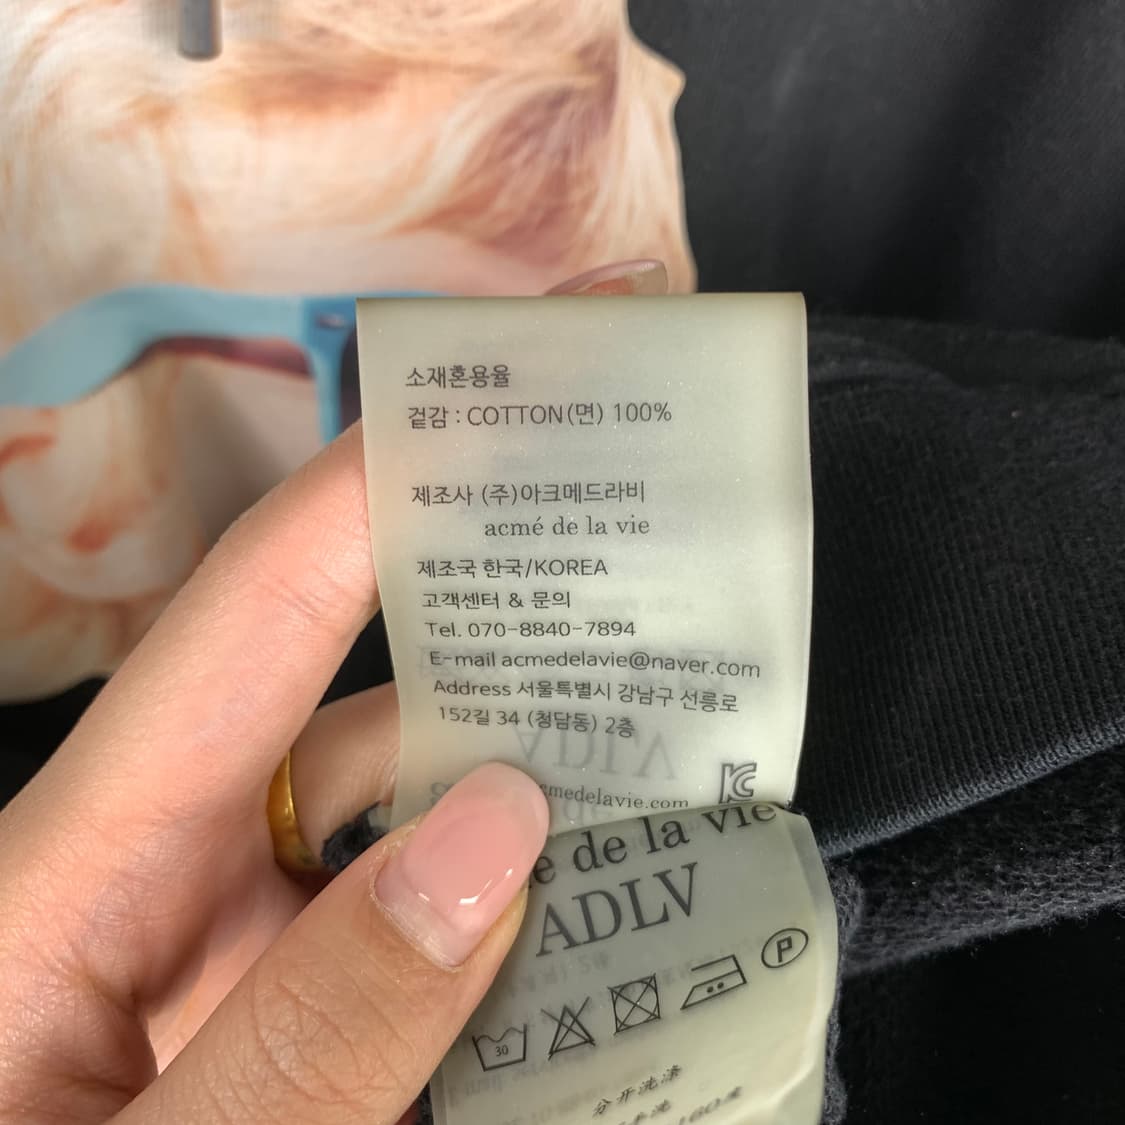 소재혼용율
겉감 : COTTON(면) 100%
제조사 (주)아크메드라비
acmé de la vie
제조국 한국/KOREA
고객센터 & 문의
Tel. 070-8840-7894
E-mail acmedelavie@naver.com
Address 서울특별시 강남구 선릉로
152길 34 (청담동) 2층
cmedelavie.com
de la vie
ADLV
30
P
分开洗涤